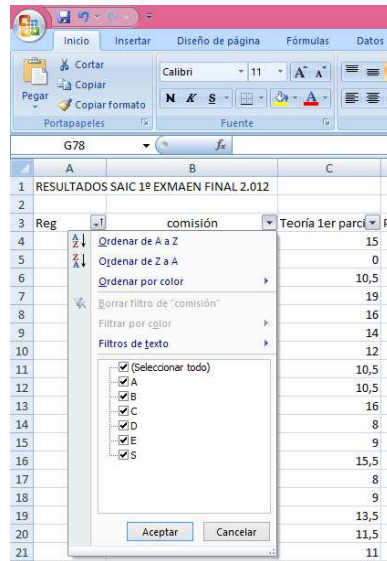 Inicio Insertar Diseño de página Fórmulas Datos
Cortar
Copiar
Copiar formato
Pegar
Calibri 11 A A
N K S A
Portapapeles Fuente
G78 fx
A B C
1 RESULTADOS SAIC 1º EXMAEN FINAL 2.012
2
3 Reg comisión Teoría 1er parci
4 15
5 0
6 10,5
7 19
8 16
9 14
10 12
11 10,5
12 10,5
13 16
14 8
15 9
16 15,5
17 8
18 9
19 13,5
20 11,5
21 11
Ordenar de A a Z
Ordenar de Z a A
Ordenar por color
Borrar filtro de "comisión"
Filtrar por color
Filtros de texto
(Seleccionar todo)
A
B
C
D
E
S
Aceptar Cancelar